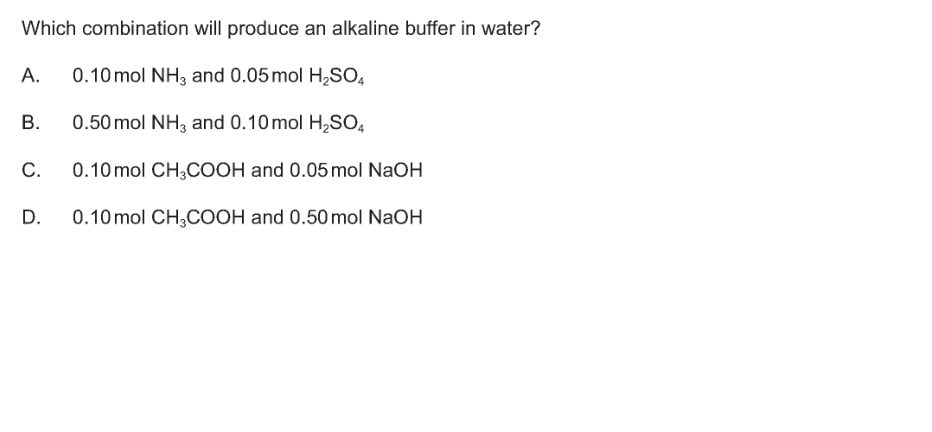 Which combination will produce an alkaline buffer in water?
A. 0.10 mol NH₃ and 0.05 mol H₂SO₄
B. 0.50 mol NH₃ and 0.10 mol H₂SO₄
C. 0.10 mol CH₃COOH and 0.05 mol NaOH
D. 0.10 mol CH₃COOH and 0.50 mol NaOH